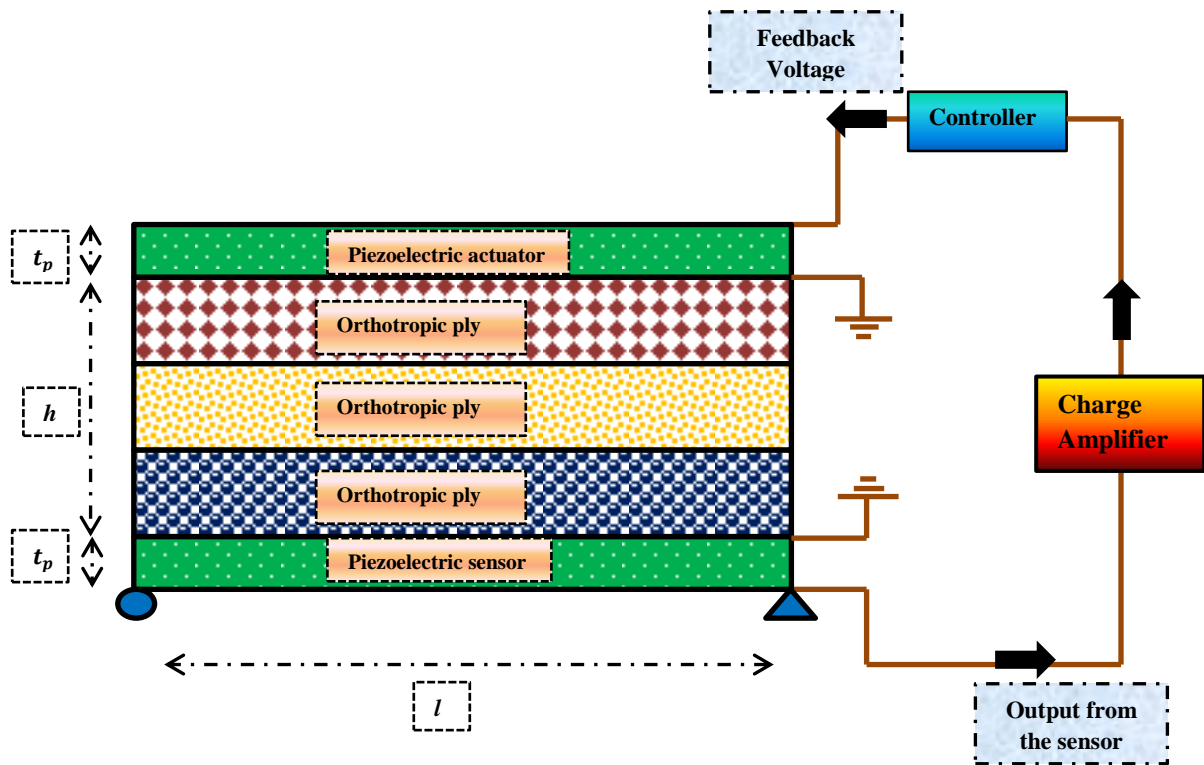 Feedback
Voltage
Controller
t_p
Piezoelectric actuator
Orthotropic ply
h
Orthotropic ply
Charge
Amplifier
Orthotropic ply
t_p
Piezoelectric sensor
l
Output from
the sensor